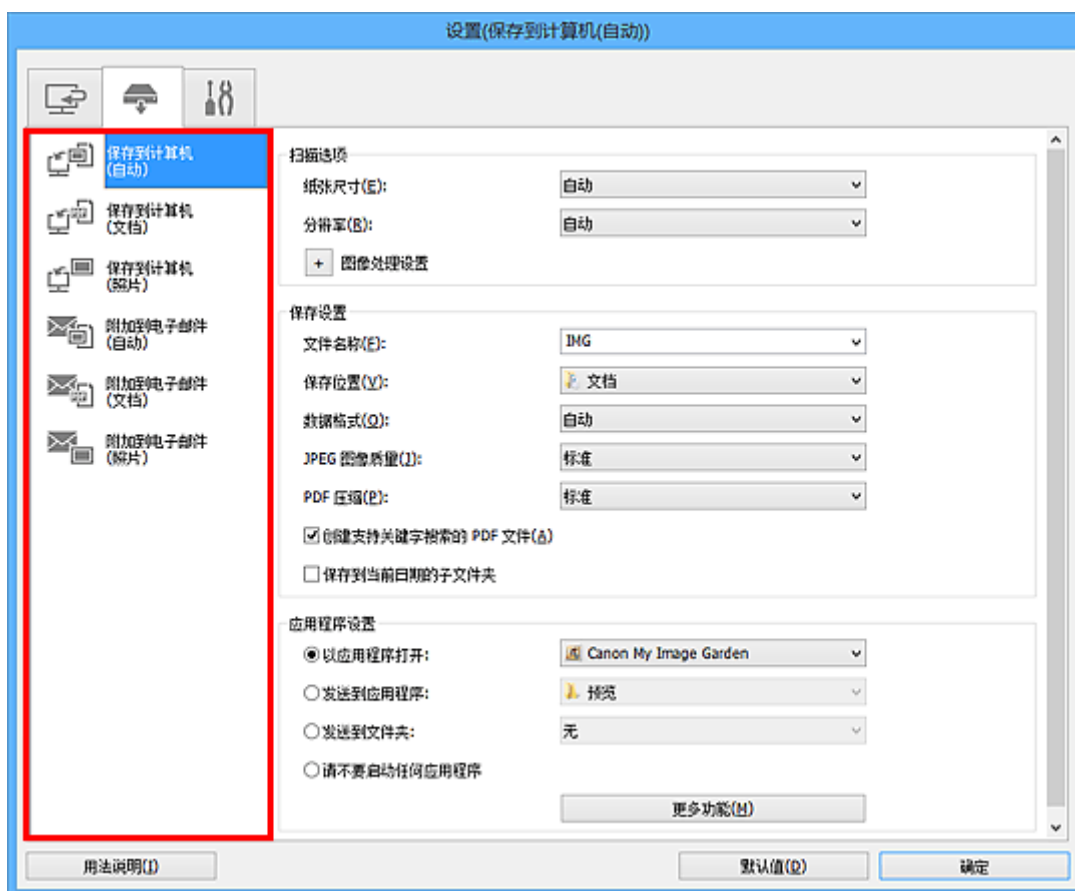 设置(保存到计算机(自动))
保存到计算机
(自动)
保存到计算机
(文档)
保存到计算机
(照片)
附加到电子邮件
(自动)
附加到电子邮件
(文档)
附加到电子邮件
(照片)
扫描选项
纸张尺寸(E): 自动
分辨率(R): 自动
+ 图像处理设置
保存设置
文件名称(F): IMG
保存位置(V): 文档
数据格式(O): 自动
JPEG 图像质量(J): 标准
PDF 压缩(P): 标准
创建支持关键字搜索的 PDF 文件(A)
保存到当前日期的子文件夹
应用程序设置
以应用程序打开: Canon My Image Garden
发送到应用程序: 预览
发送到文件夹: 无
请不要启动任何应用程序
更多功能(M)
用法说明(I) 默认值(D) 确定